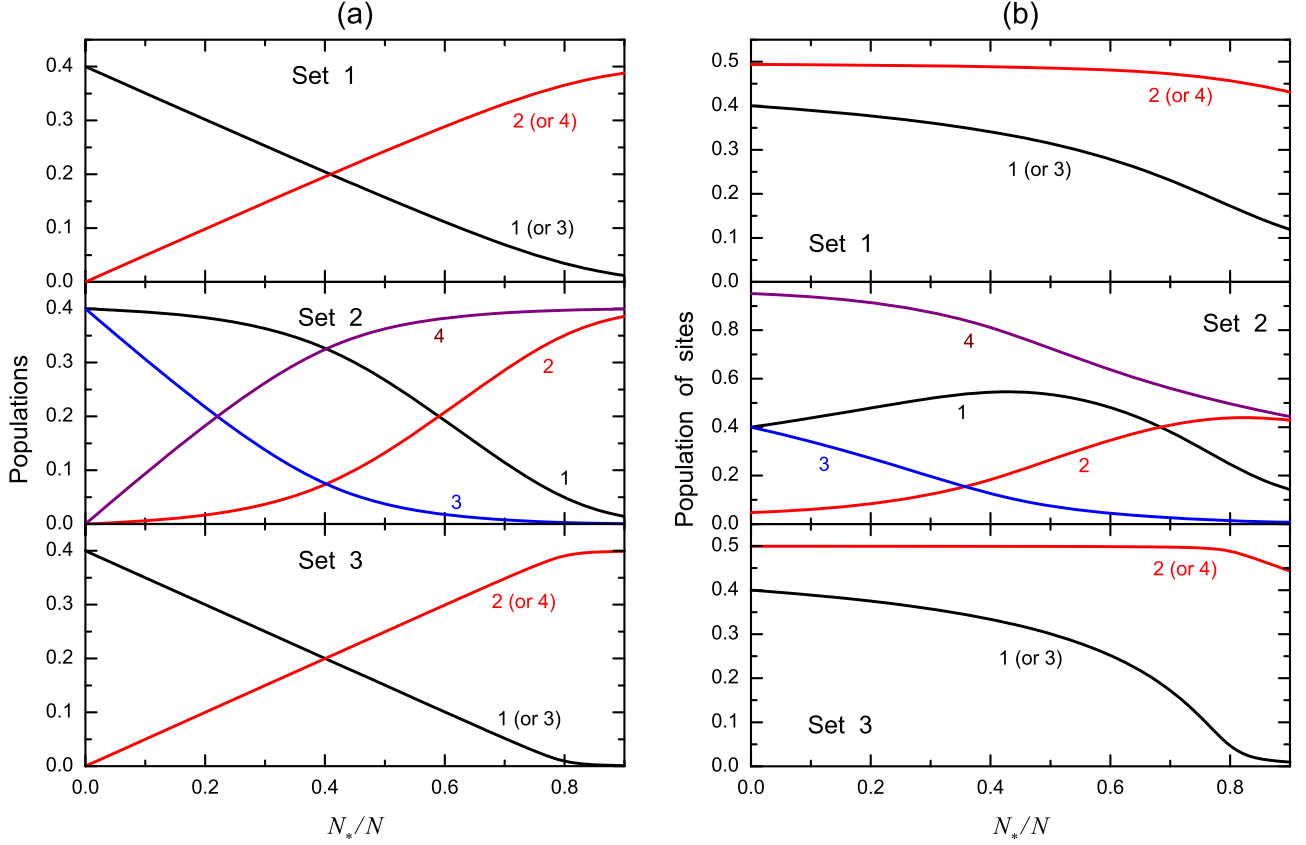 (a)
Populations
Set 1
0.4
0.3
0.2
0.1
0.0
2 (or 4)
1 (or 3)
Set 2
0.4
0.3
0.2
0.1
0.0
4
2
1
3
Set 3
0.4
0.3
0.2
0.1
0.0
2 (or 4)
1 (or 3)
0.0 0.2 0.4 0.6 0.8
N*/N
(b)
Population of sites
0.5
0.4
0.3
0.2
0.1
0.0
2 (or 4)
1 (or 3)
Set 1
0.8
0.6
0.4
0.2
0.0
Set 2
4
1
3
2
0.5
0.4
0.3
0.2
0.1
0.0
2 (or 4)
1 (or 3)
Set 3
0.0 0.2 0.4 0.6 0.8
N*/N